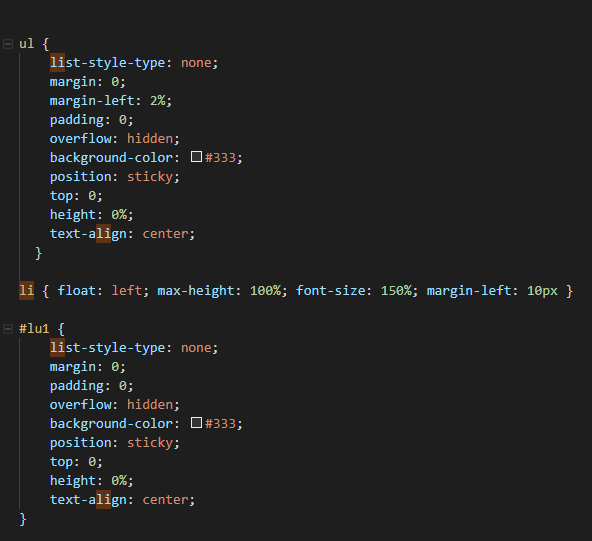 ul {
list-style-type: none;
margin: 0;
margin-left: 2%;
padding: 0;
overflow: hidden;
background-color: #333;
position: sticky;
top: 0;
height: 0%;
text-align: center;
}
li { float: left; max-height: 100%; font-size: 150%; margin-left: 10px }
#lu1 {
list-style-type: none;
margin: 0;
padding: 0;
overflow: hidden;
background-color: #333;
position: sticky;
top: 0;
height: 0%;
text-align: center;
}